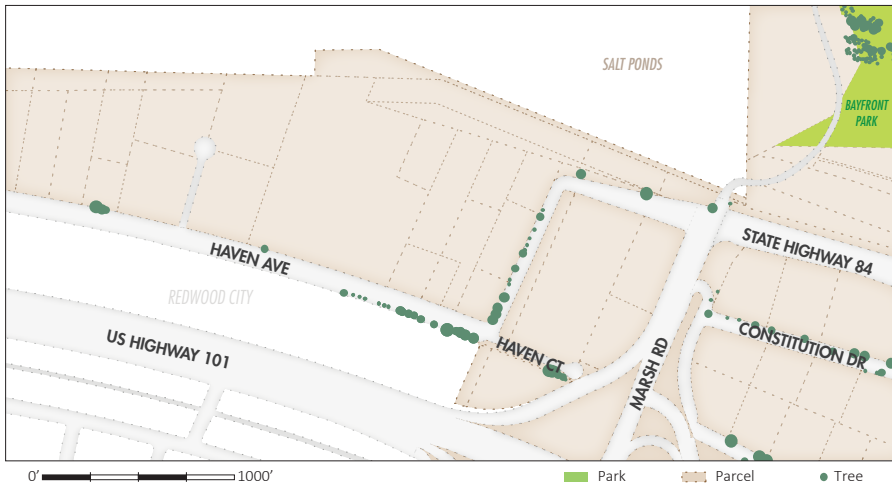 SALT PONDS
BAYFRONT
PARK
STATE HIGHWAY 84
HAVEN AVE
REDWOOD CITY
CONSTITUTION DR
US HIGHWAY 101
HAVEN CT
MARSH RD
0' 1000' Park Parcel Tree